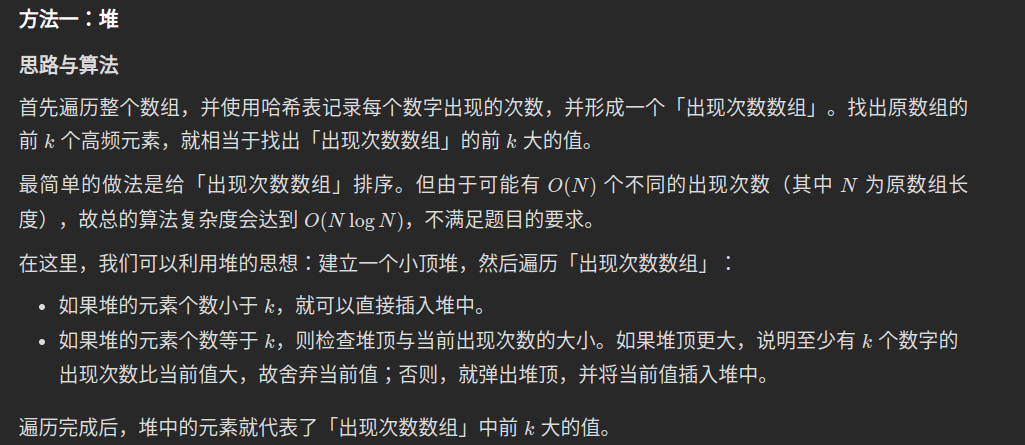 方法一：堆
思路与算法
首先遍历整个数组，并使用哈希表记录每个数字出现的次数，并形成一个「出现次数数组」。找出原数组的
前 k 个高频元素，就相当于找出「出现次数数组」的前 k 大的值。
最简单的做法是给「出现次数数组」排序。但由于可能有 O(N) 个不同的出现次数（其中 N 为原数组长
度），故总的算法复杂度会达到 O(N log N)，不满足题目的要求。
在这里，我们可以利用堆的思想：建立一个小顶堆，然后遍历「出现次数数组」：
• 如果堆的元素个数小于 k，就可以直接插入堆中。
• 如果堆的元素个数等于 k，则检查堆顶与当前出现次数的大小。如果堆顶更大，说明至少有 k 个数字的
出现次数比当前值大，故舍弃当前值；否则，就弹出堆顶，并将当前值插入堆中。
遍历完成后，堆中的元素就代表了「出现次数数组」中前 k 大的值。